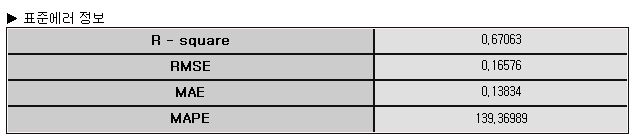 ▶ 표준에러 정보
R - square 0,67063
RMSE 0,16576
MAE 0,13834
MAPE 139,36989